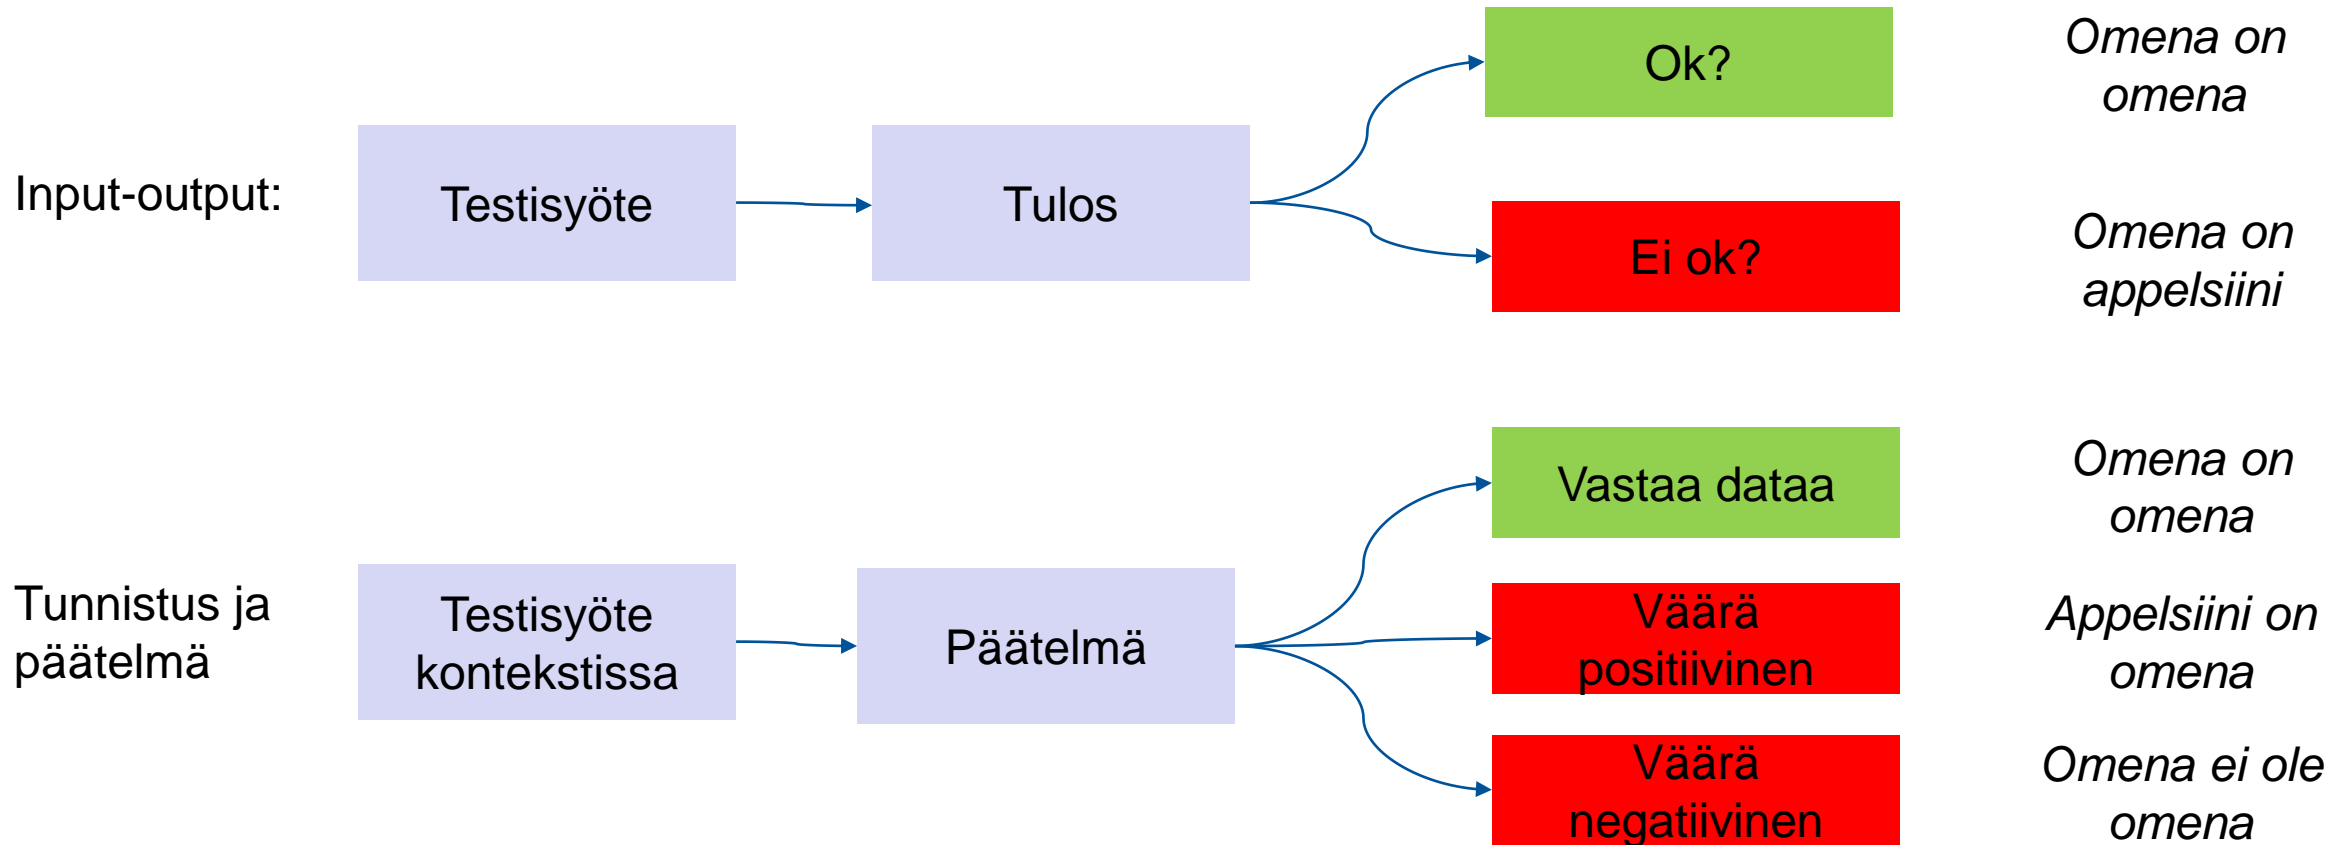 Input-output:
Testisyöte
Tulos
Ok?
Omena on
omena
Ei ok?
Omena on
appelsiini
Tunnistus ja
päätelmä
Testisyöte
kontekstissa
Päätelmä
Vastaa dataa
Omena on
omena
Väärä
positiivinen
Appelsiini on
omena
Väärä
negatiivinen
Omena ei ole
omena